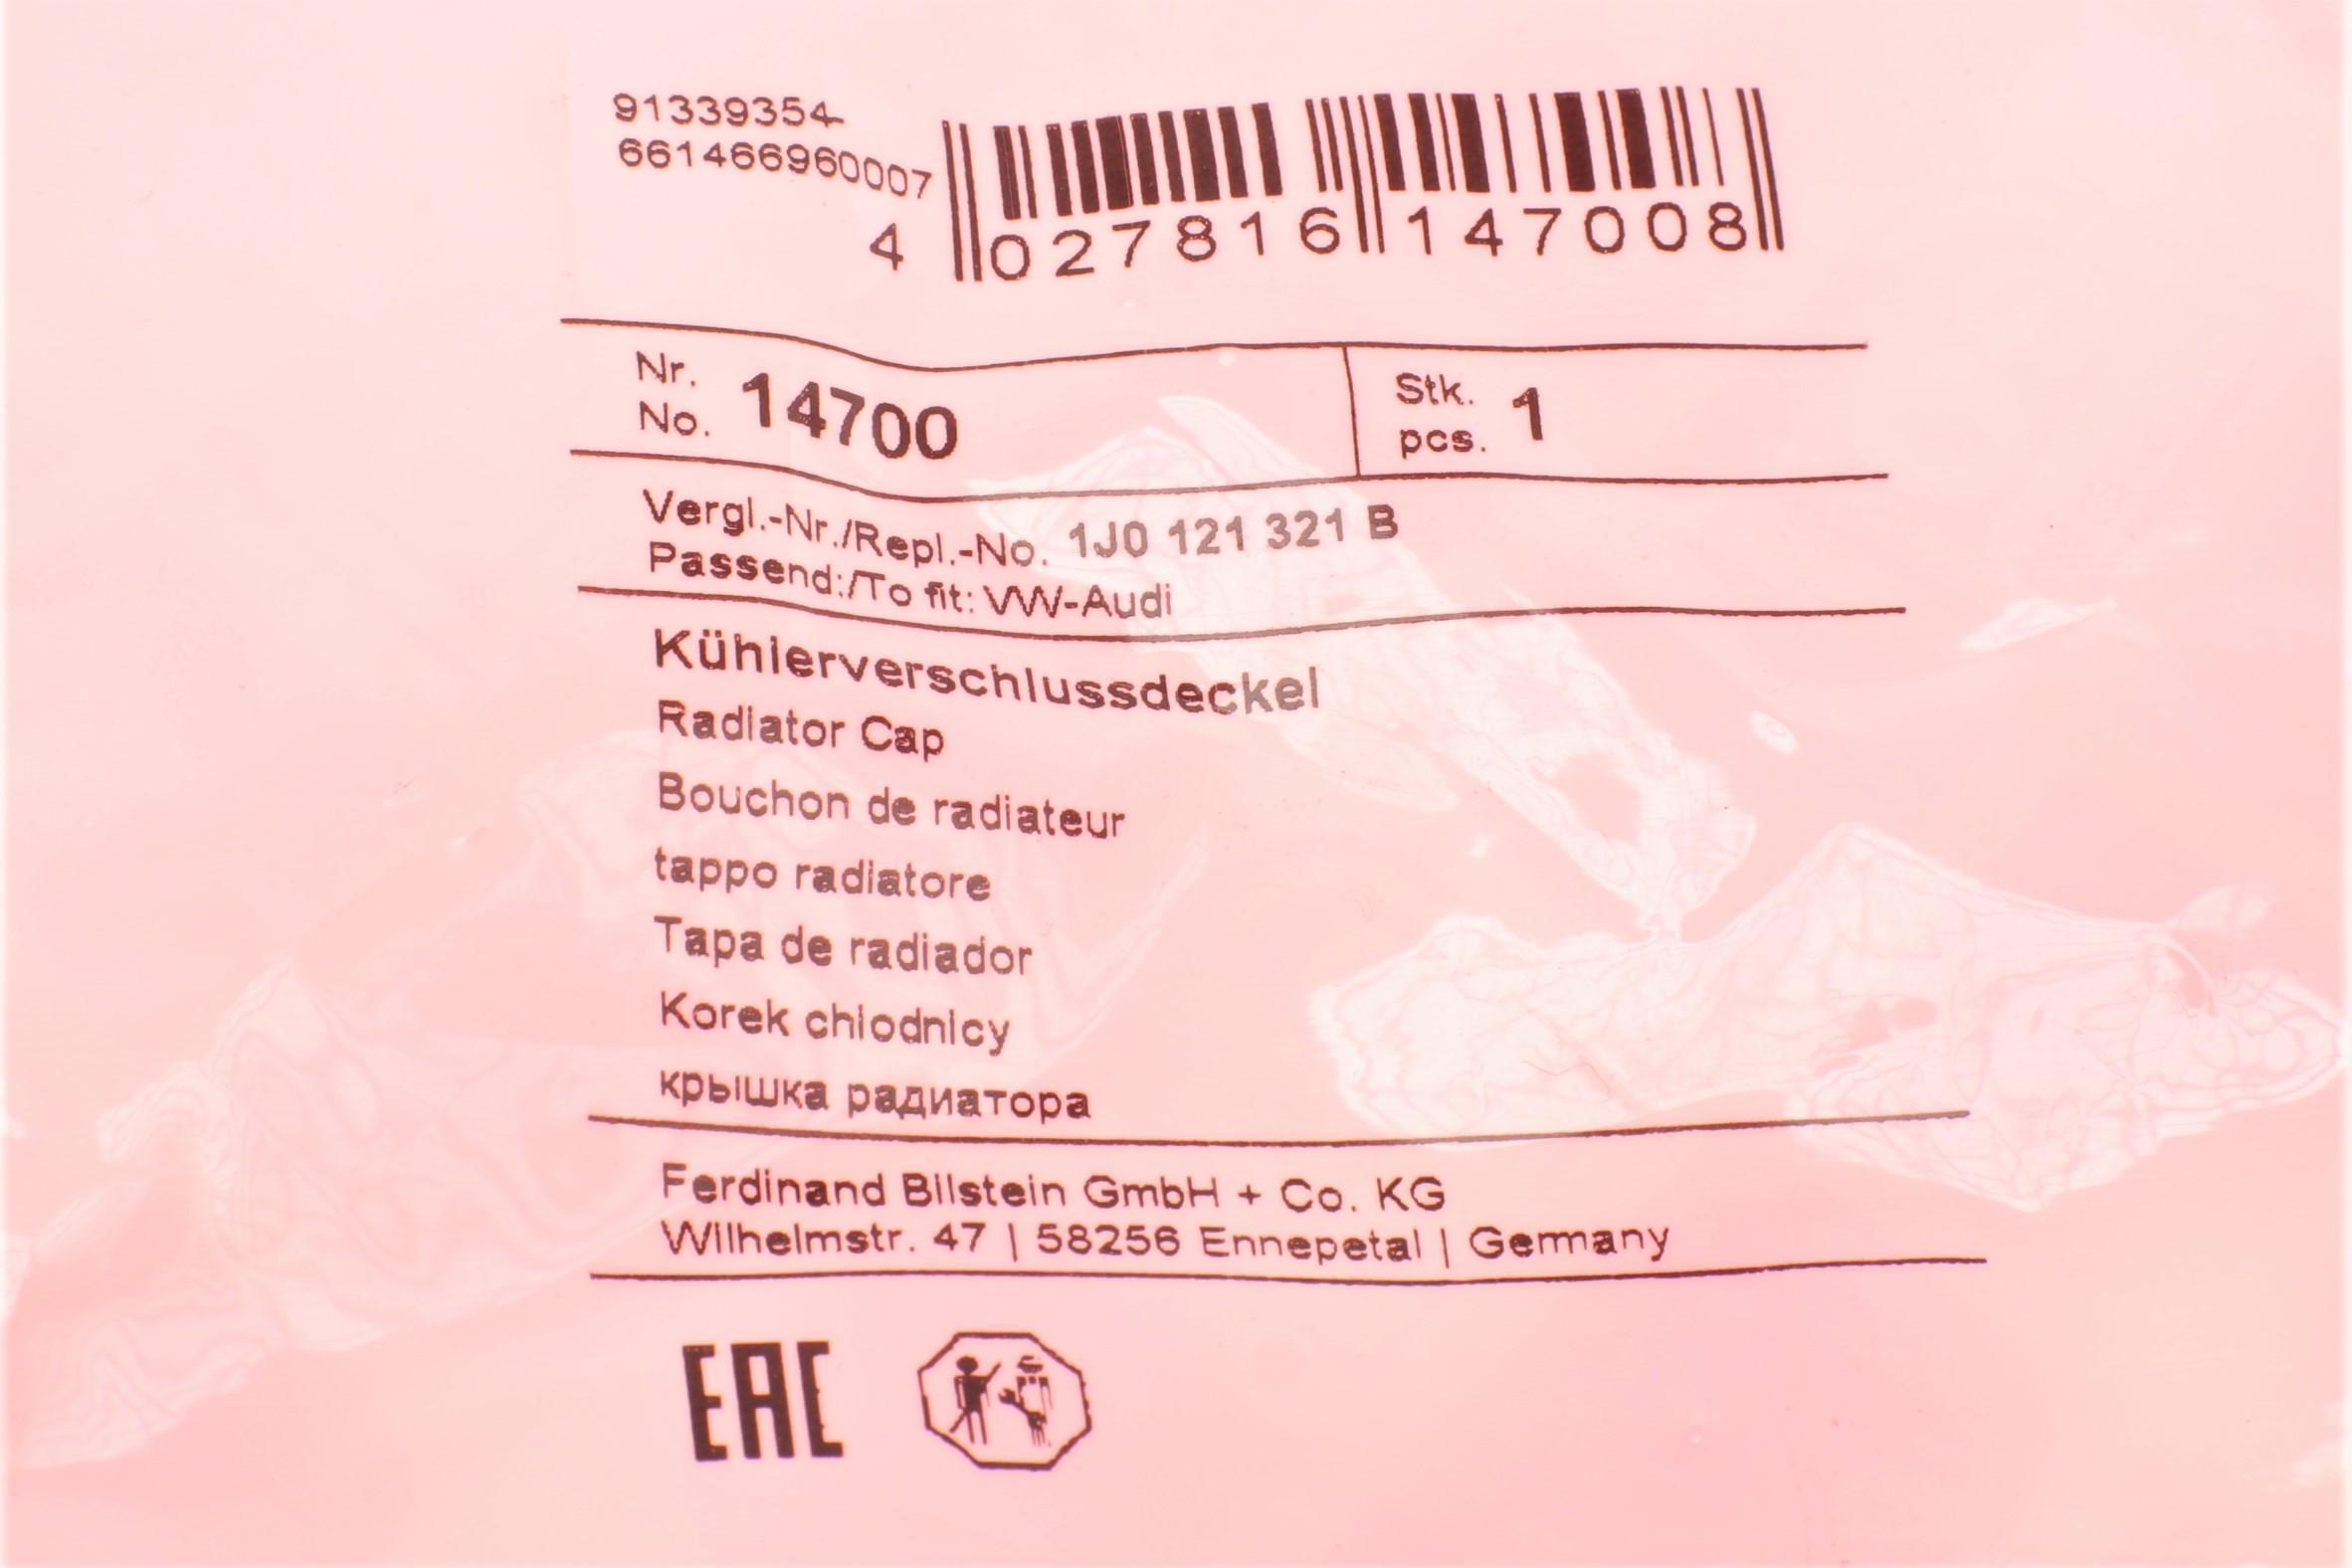 91339354-
661466960007
4 027816 147008
Nr. 14700
No.
Stk. 1
pcs.
Vergl.-Nr./Repl.-No. 1J0 121 321 B
Passend:/To fit: VW-Audi
Kühlerverschlussdeckel
Radiator Cap
Bouchon de radiateur
tappo radiatore
Tapa de radiador
Korek chlodnicy
крышка радиатора
Ferdinand Bilstein GmbH + Co. KG
Wilhelmstr. 47 | 58256 Ennepetal | Germany
EAC